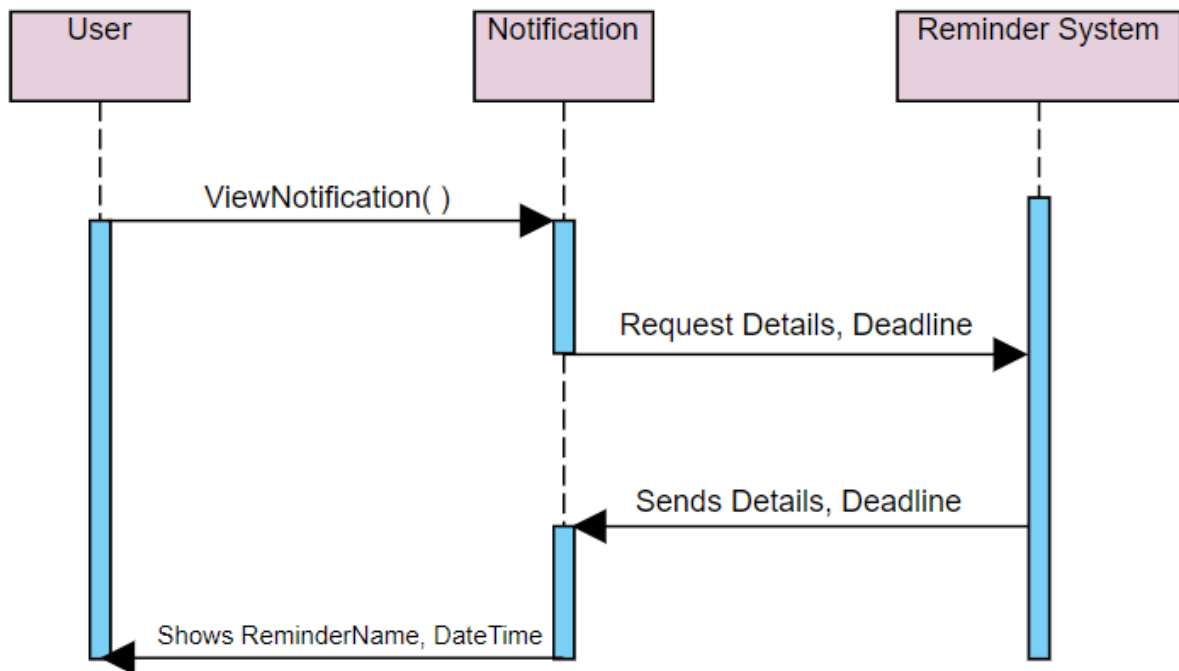 User
Notification
Reminder System
ViewNotification( )
Request Details, Deadline
Sends Details, Deadline
Shows ReminderName, DateTime